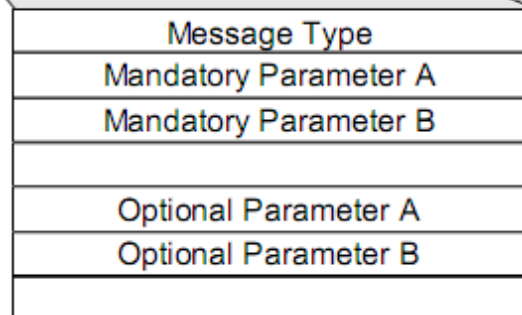 Message Type
Mandatory Parameter A
Mandatory Parameter B
Optional Parameter A
Optional Parameter B